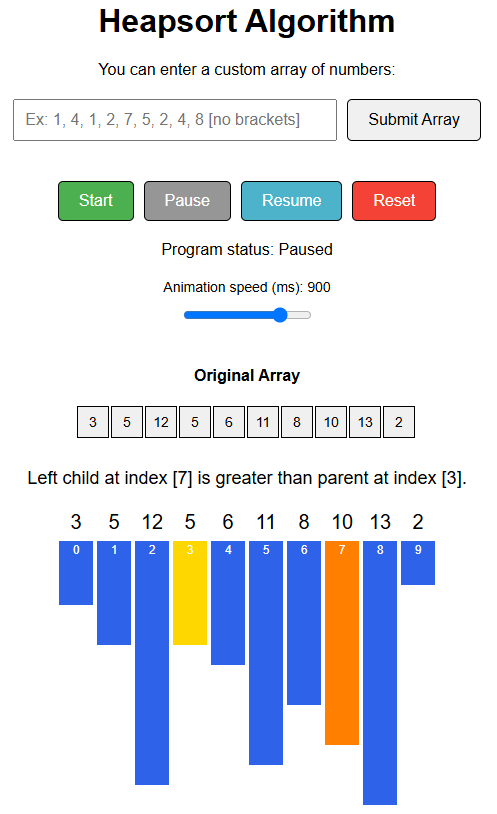 Heapsort Algorithm
You can enter a custom array of numbers:
Ex: 1, 4, 1, 2, 7, 5, 2, 4, 8 [no brackets] Submit Array
Start Pause Resume Reset
Program status: Paused
Animation speed (ms): 900
Original Array
3 5 12 5 6 11 8 10 13 2
Left child at index [7] is greater than parent at index [3].
3 5 12 5 6 11 8 10 13 2
0 1 2 3 4 5 6 7 8 9